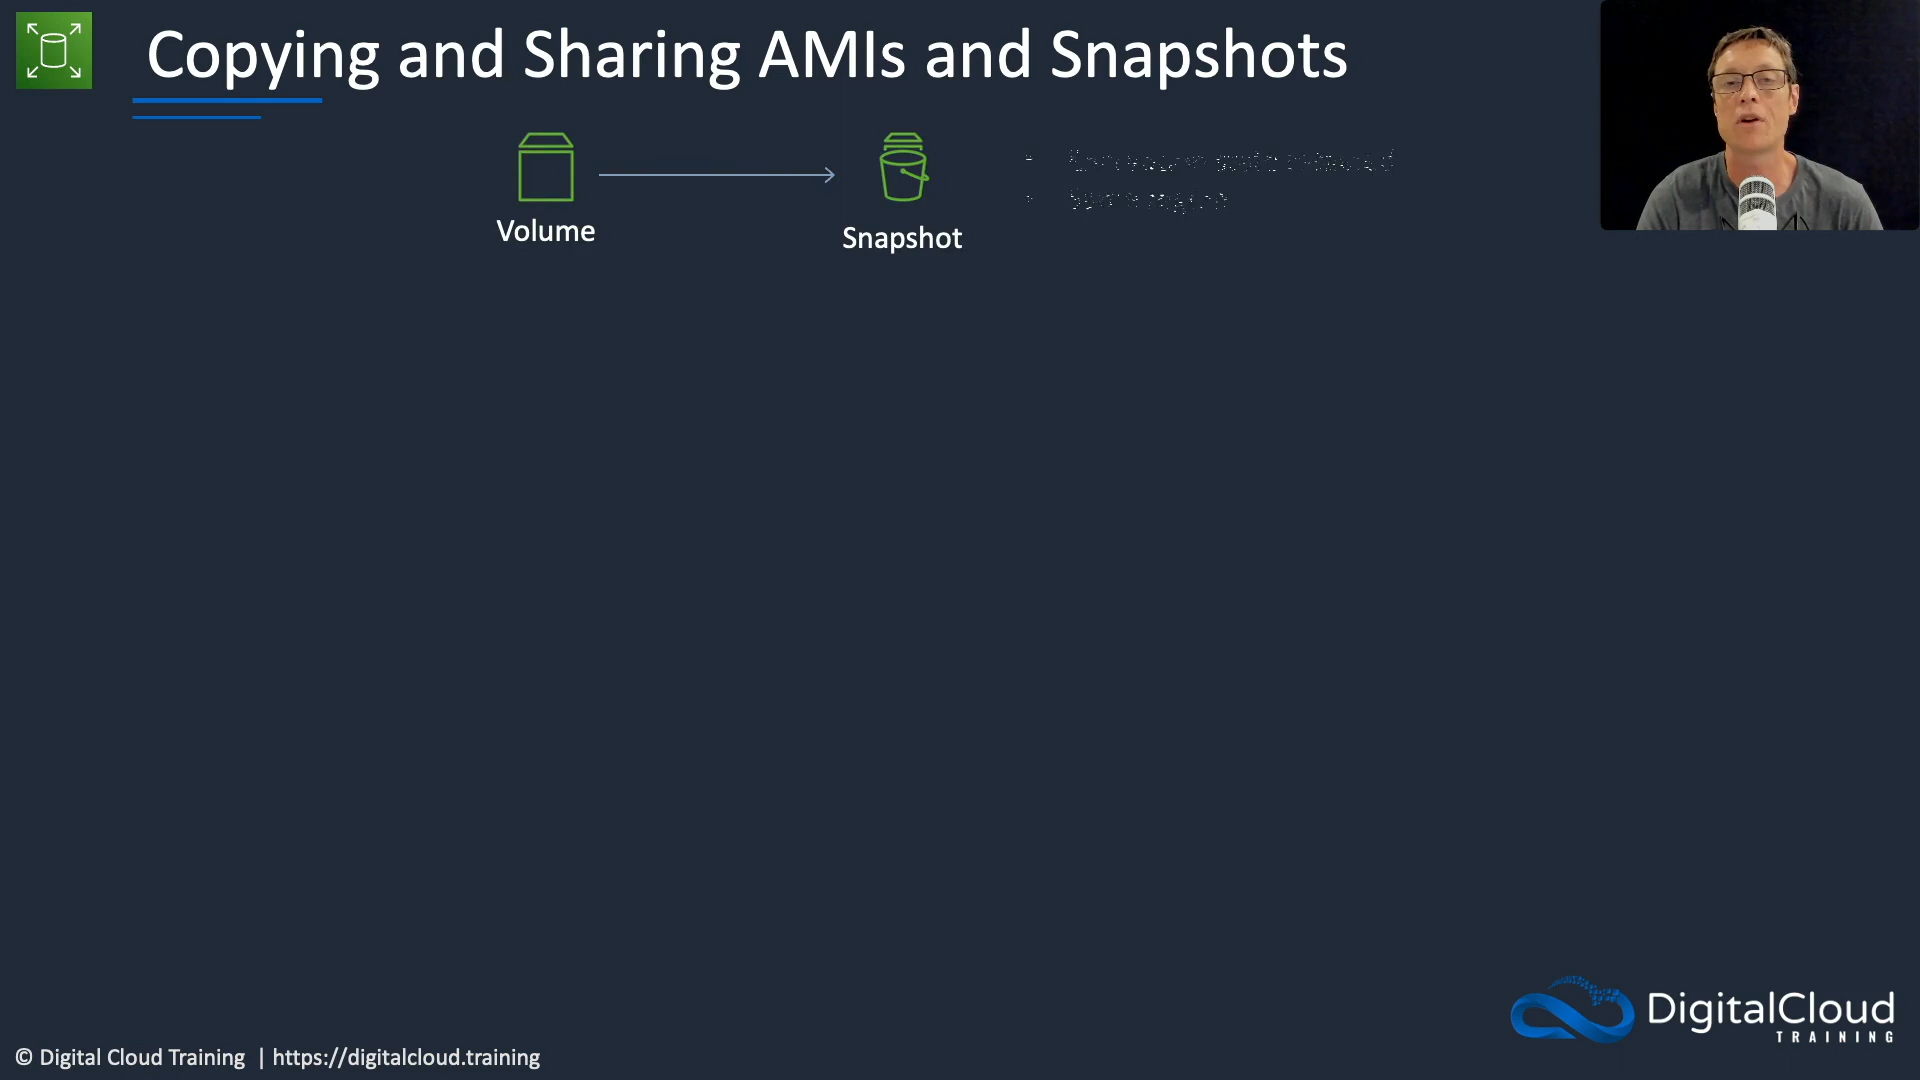 Copying and Sharing AMIs and Snapshots
Volume
Snapshot
DigitalCloud
TRAINING
© Digital Cloud Training | https://digitalcloud.training